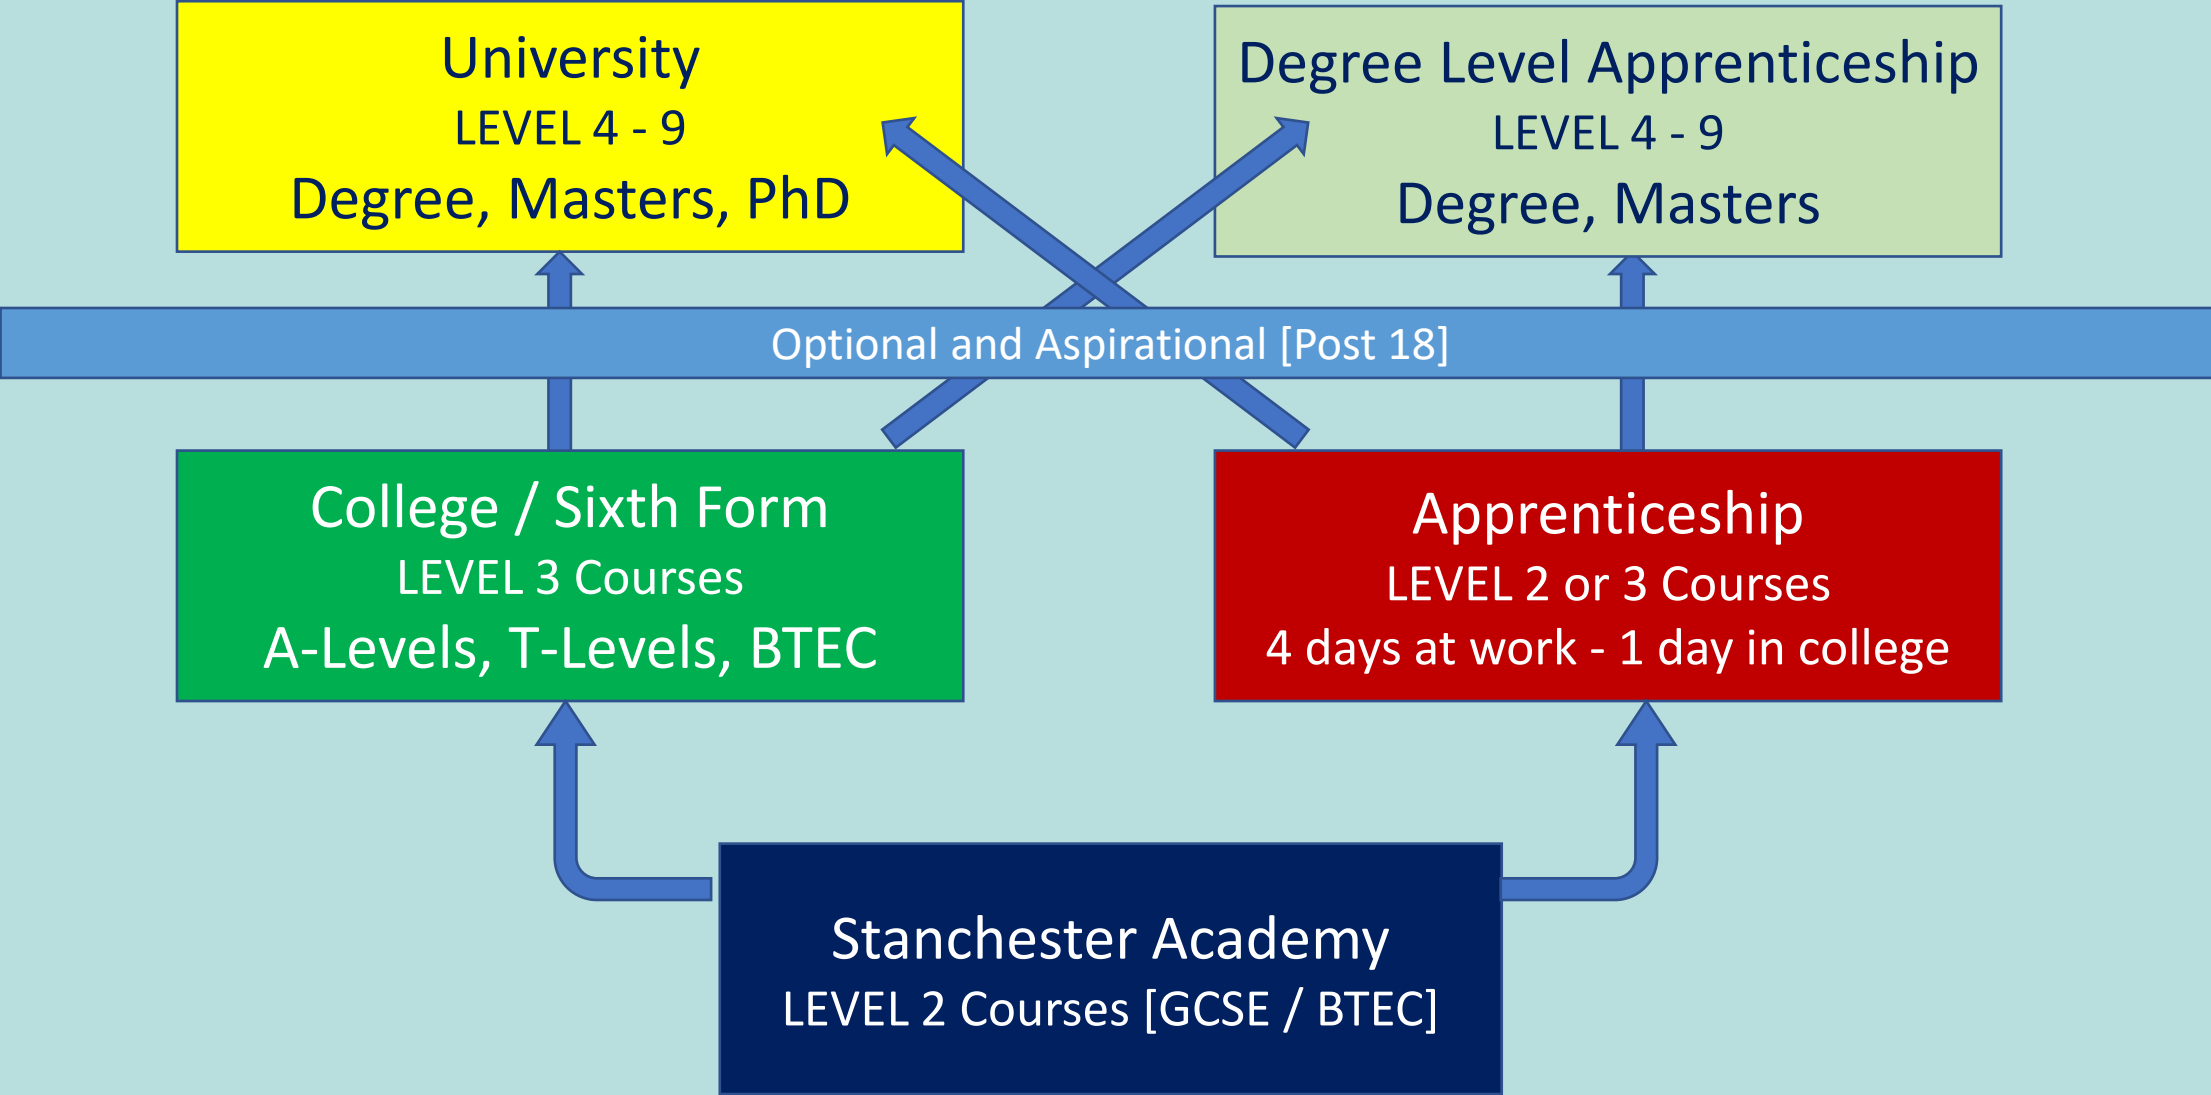 University
LEVEL 4 - 9
Degree, Masters, PhD
Degree Level Apprenticeship
LEVEL 4 - 9
Degree, Masters
Optional and Aspirational [Post 18]
College / Sixth Form
LEVEL 3 Courses
A-Levels, T-Levels, BTEC
Apprenticeship
LEVEL 2 or 3 Courses
4 days at work - 1 day in college
Stanchester Academy
LEVEL 2 Courses [GCSE / BTEC]